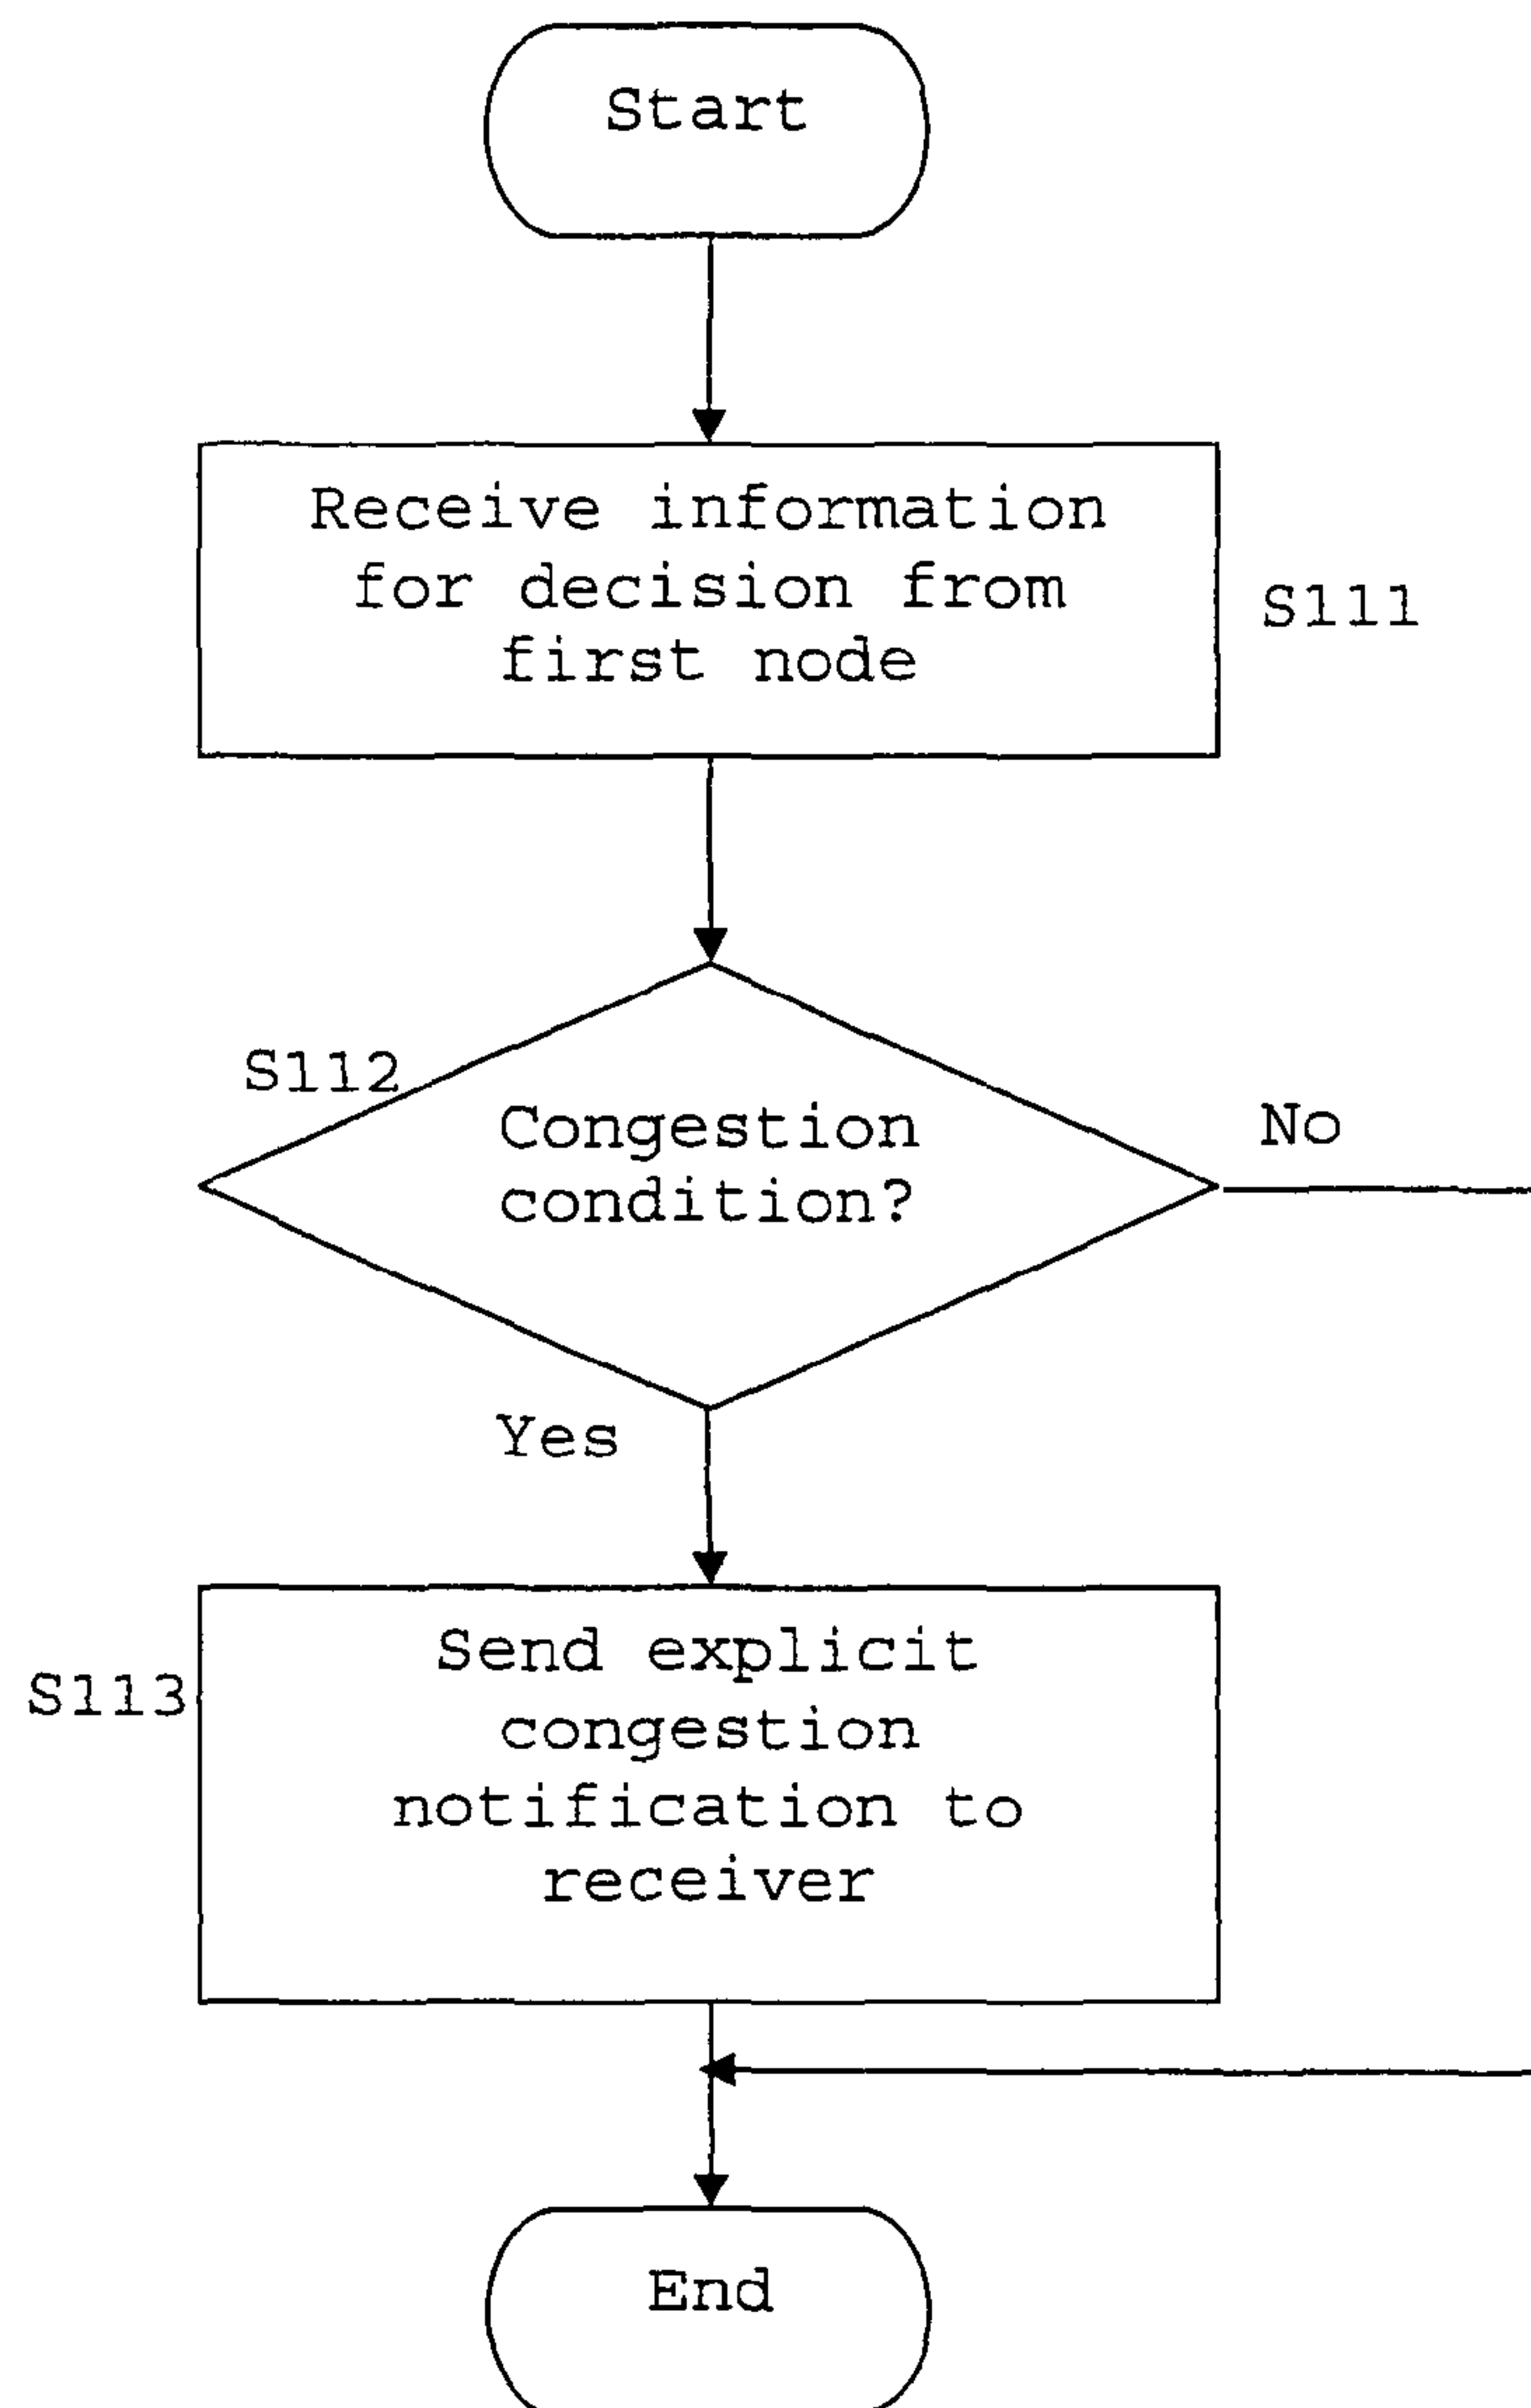 Start
Receive information
for decision from
first node
S111
S112
Congestion
condition?
No
Yes
Send explicit
congestion
notification to
receiver
S113
End